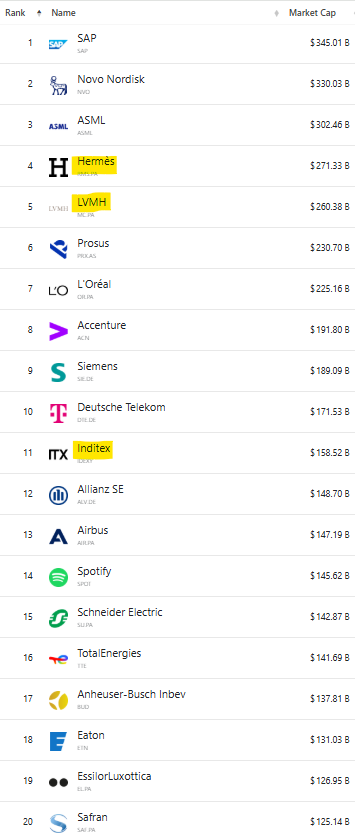 Rank Name Market Cap
1 SAP SAP $345.01 B
SAP
2 Novo Nordisk $330.03 B
NVO
3 ASML ASML $302.46 B
ASML
4 H Hermès $271.33 B
RMS.PA
5 LVMH LVMH $260.38 B
MC.PA
6 Prosus $230.70 B
PRX.AS
7 L'O L'Oréal $225.16 B
OR.PA
8 Accenture $191.80 B
ACN
9 S Siemens $189.09 B
SIE.DE
10 T Deutsche Telekom $171.53 B
DTE.DE
11 ITX Inditex $158.52 B
12 Allianz SE $148.70 B
ALV.DE
13 Airbus $147.19 B
AIR.PA
14 Spotify $145.62 B
SPOT
15 Schneider Electric $142.87 B
SU.PA
16 TotalEnergies $141.69 B
TTE
17 Anheuser-Busch Inbev $137.81 B
BUD
18 Eaton $131.03 B
ETN
19 EssilorLuxottica $126.95 B
EL.PA
20 Safran $125.14 B
SAF.PA